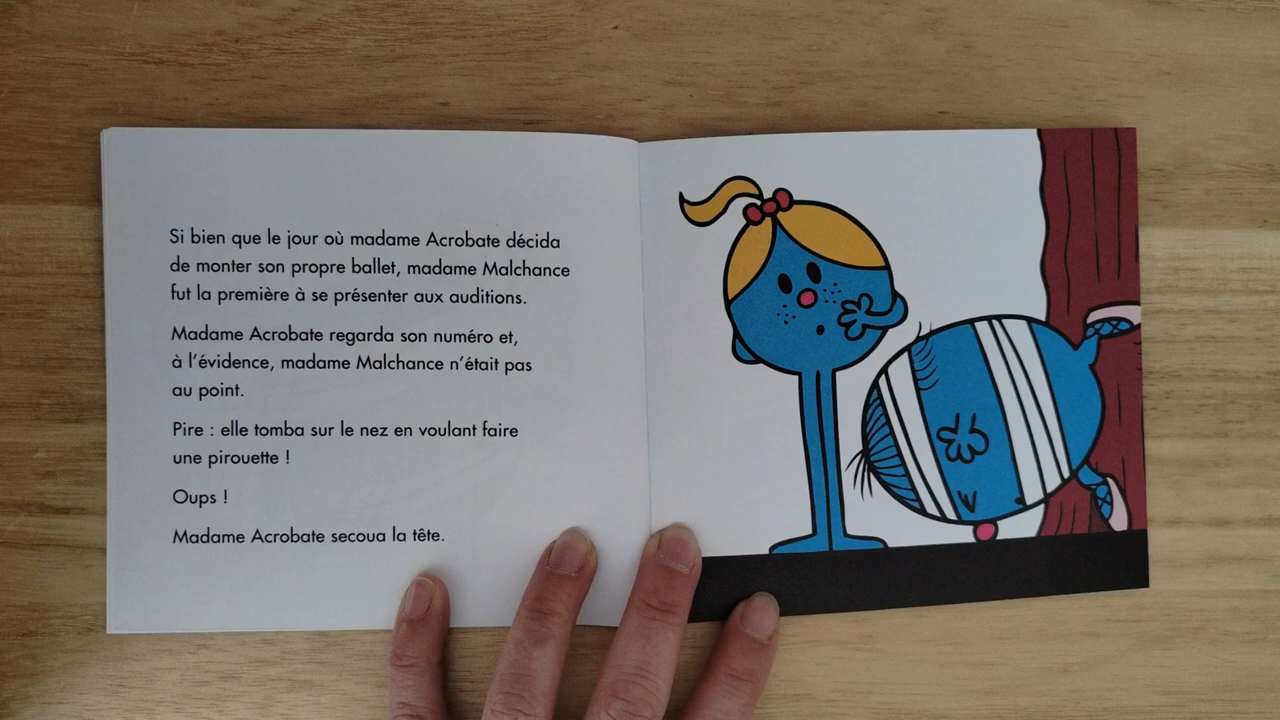 Si bien que le jour où madame Acrobate décida
de monter son propre ballet, madame Malchance
fut la première à se présenter aux auditions.
Madame Acrobate regarda son numéro et,
à l'évidence, madame Malchance n'était pas
au point.
Pire : elle tomba sur le nez en voulant faire
une pirouette !
Oups !
Madame Acrobate secoua la tête.